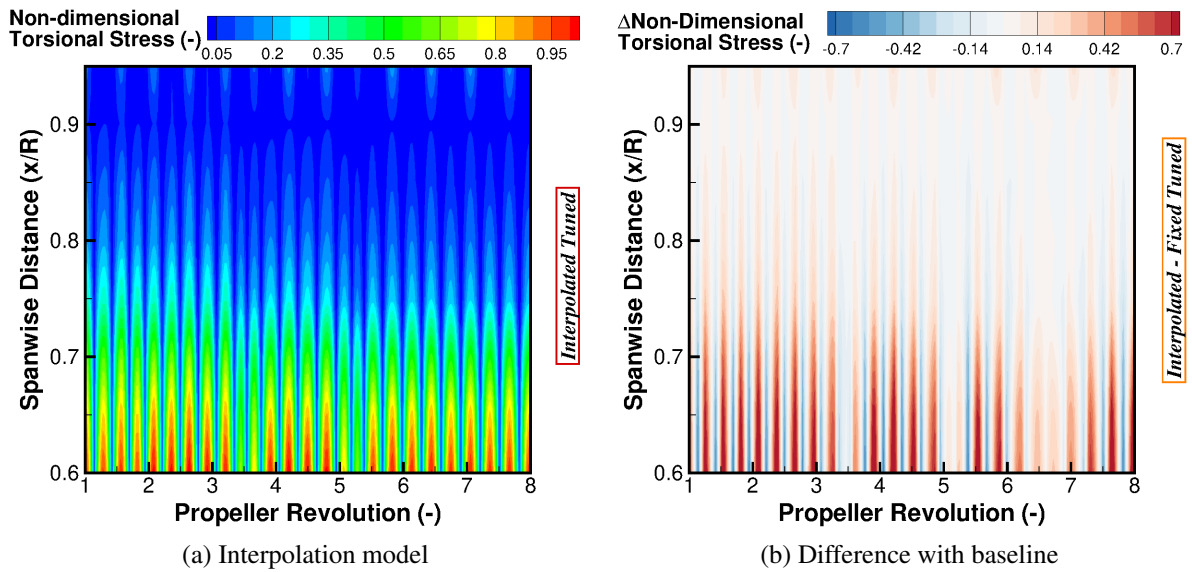 Non-dimensional
Torsional Stress (-)
0.05 0.35 0.5 0.65 0.8 0.95
Spanwise Distance (x/R)
0.9
0.8
0.7
0.6
1 2 3 4 5 6 7 8
Propeller Revolution (-)
Interpolated Tuned
(a) Interpolation model
ΔNon-Dimensional
Torsional Stress (-)
-0.7 -0.42 -0.14 0.14 0.42 0.7
Spanwise Distance (x/R)
0.9
0.8
0.7
0.6
1 2 3 4 5 6 7 8
Propeller Revolution (-)
Interpolated - Fixed Tuned
(b) Difference with baseline